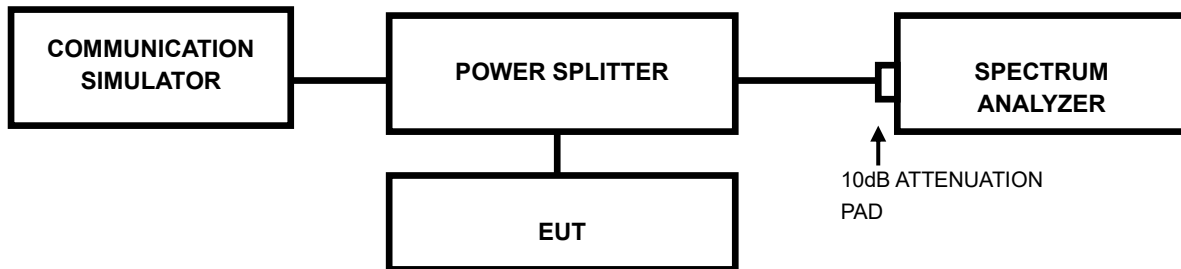 COMMUNICATION
SIMULATOR
POWER SPLITTER
SPECTRUM
ANALYZER
10dB ATTENUATION
PAD
EUT